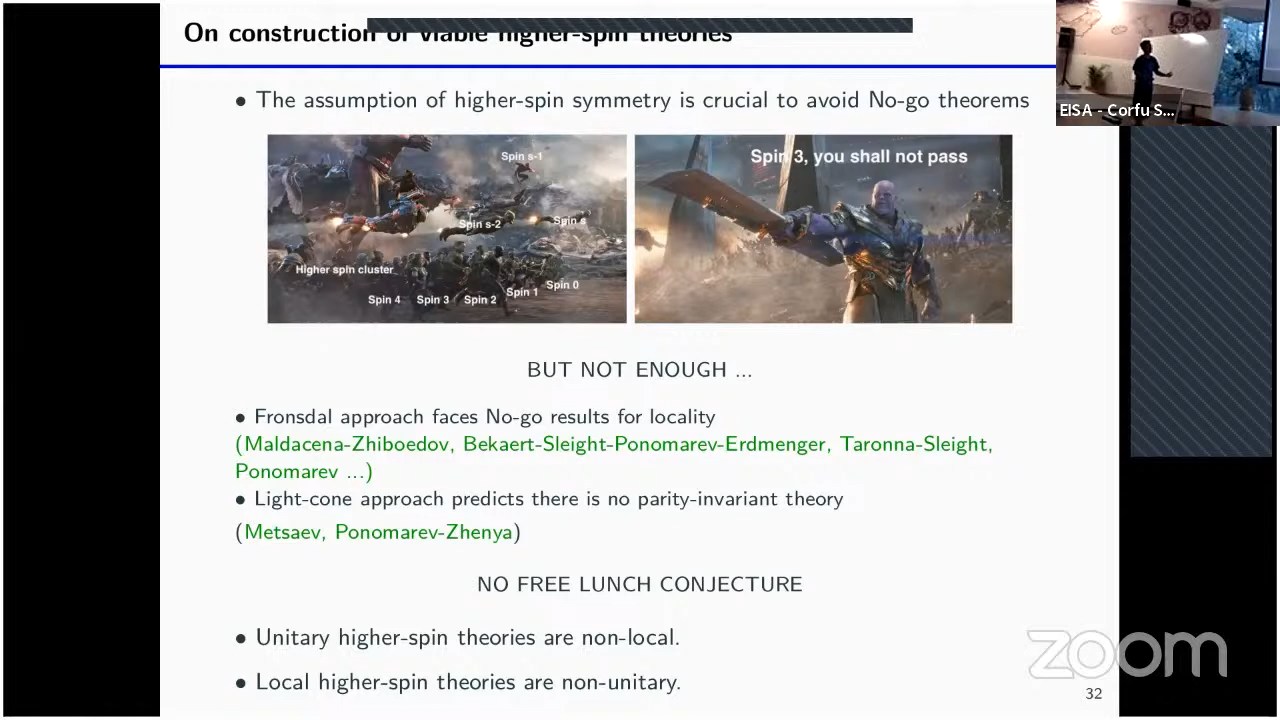 On construction of viable higher-spin theories
• The assumption of higher-spin symmetry is crucial to avoid No-go theorems
EISA - Corfu S...
Spin s-1
Spin s-2
Spin s
Higher spin cluster
Spin 4
Spin 3
Spin 2
Spin 1
Spin 0
Spin 3, you shall not pass
BUT NOT ENOUGH ...
• Fronsdal approach faces No-go results for locality
(Maldacena-Zhiboedov, Bekaert-Sleight-Ponomarev-Erdmenger, Taronna-Sleight,
Ponomarev ...)
• Light-cone approach predicts there is no parity-invariant theory
(Metsaev, Ponomarev-Zhenya)
NO FREE LUNCH CONJECTURE
• Unitary higher-spin theories are non-local.
• Local higher-spin theories are non-unitary.
zoom
32